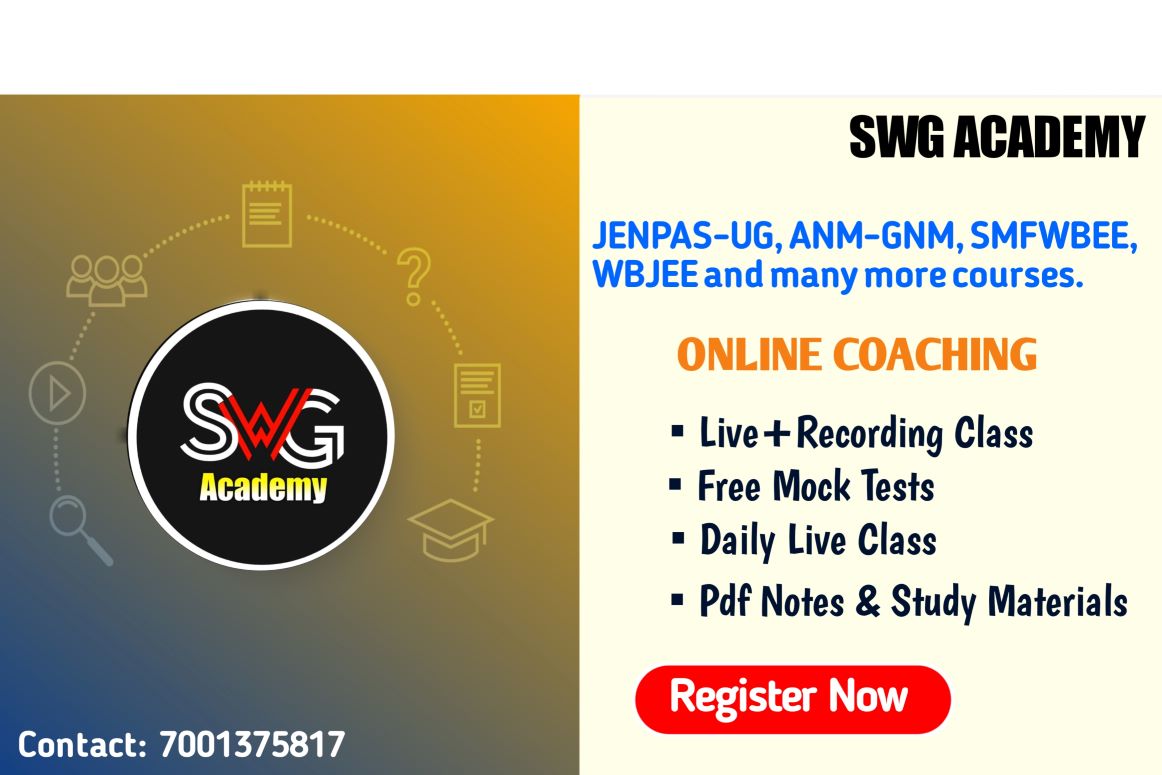 SWG ACADEMY
JENPAS-UG, ANM-GNM, SMFWBEE,
WBJEE and many more courses.
ONLINE COACHING
▪ Live+Recording Class
▪ Free Mock Tests
▪ Daily Live Class
▪ Pdf Notes & Study Materials
Register Now
SWG
Academy
Contact: 7001375817